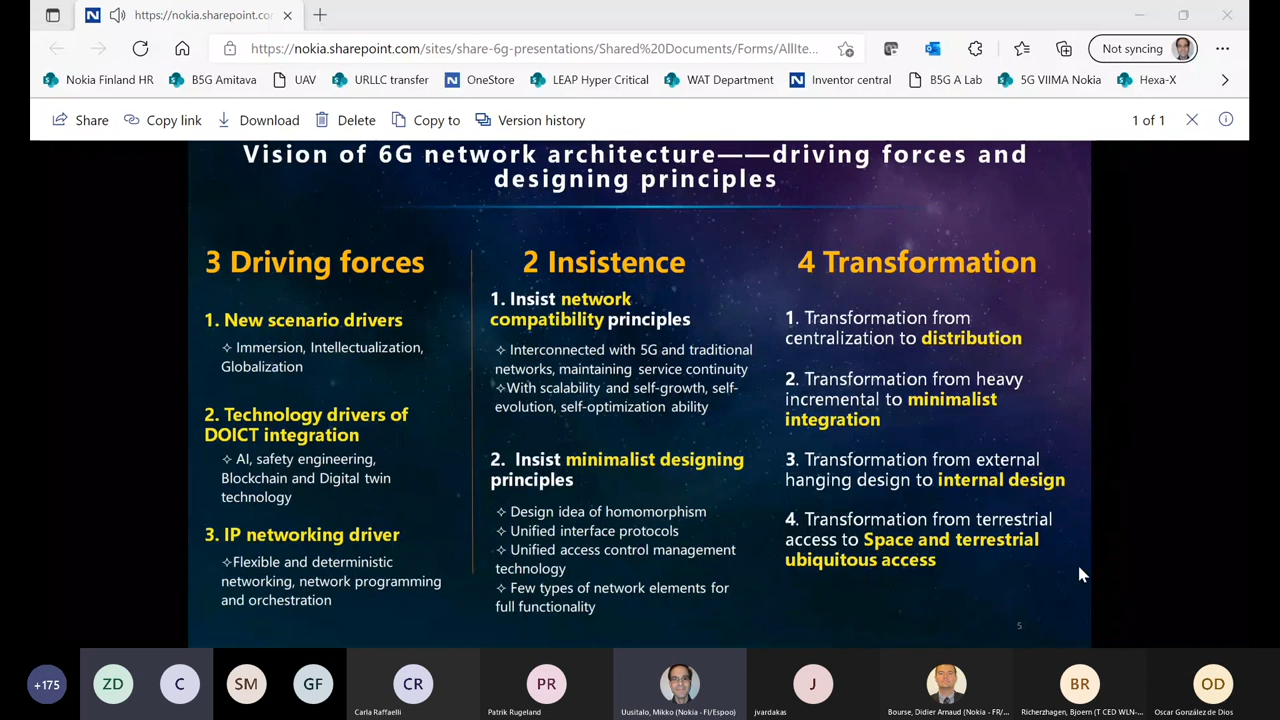 https://nokia.sharepoint.com
https://nokia.sharepoint.com/sites/share-6g-presentations/Shared%20Documents/Forms/AllIte...
Not syncing
Nokia Finland HR
B5G Amitava
UAV
URLLC transfer
OneStore
LEAP Hyper Critical
WAT Department
Inventor central
B5G A Lab
5G VIIMA Nokia
Hexa-X
Share
Copy link
Download
Delete
Copy to
Version history
1 of 1
Vision of 6G network architecture——driving forces and
designing principles
3 Driving forces
1. New scenario drivers
✧ Immersion, Intellectualization,
Globalization
2. Technology drivers of
DOICT integration
✧ AI, safety engineering,
Blockchain and Digital twin
technology
3. IP networking driver
✧Flexible and deterministic
networking, network programming
and orchestration
2 Insistence
1. Insist network
compatibility principles
✧ Interconnected with 5G and traditional
networks, maintaining service continuity
✧With scalability and self-growth, self-
evolution, self-optimization ability
2. Insist minimalist designing
principles
✧ Design idea of homomorphism
✧ Unified interface protocols
✧ Unified access control management
technology
✧ Few types of network elements for
full functionality
4 Transformation
1. Transformation from
centralization to distribution
2. Transformation from heavy
incremental to minimalist
integration
3. Transformation from external
hanging design to internal design
4. Transformation from terrestrial
access to Space and terrestrial
ubiquitous access
5
+175
ZD
C
SM
GF
CR
Carla Raffaelli
PR
Patrik Rugeland
Uusitalo, Mikko (Nokia - FI/Espoo)
J
jvardakas
Bourse, Didier Arnaud (Nokia - FR/...
BR
Richerzhagen, Bjoern (T CED WLN-...
OD
Oscar González de Dios